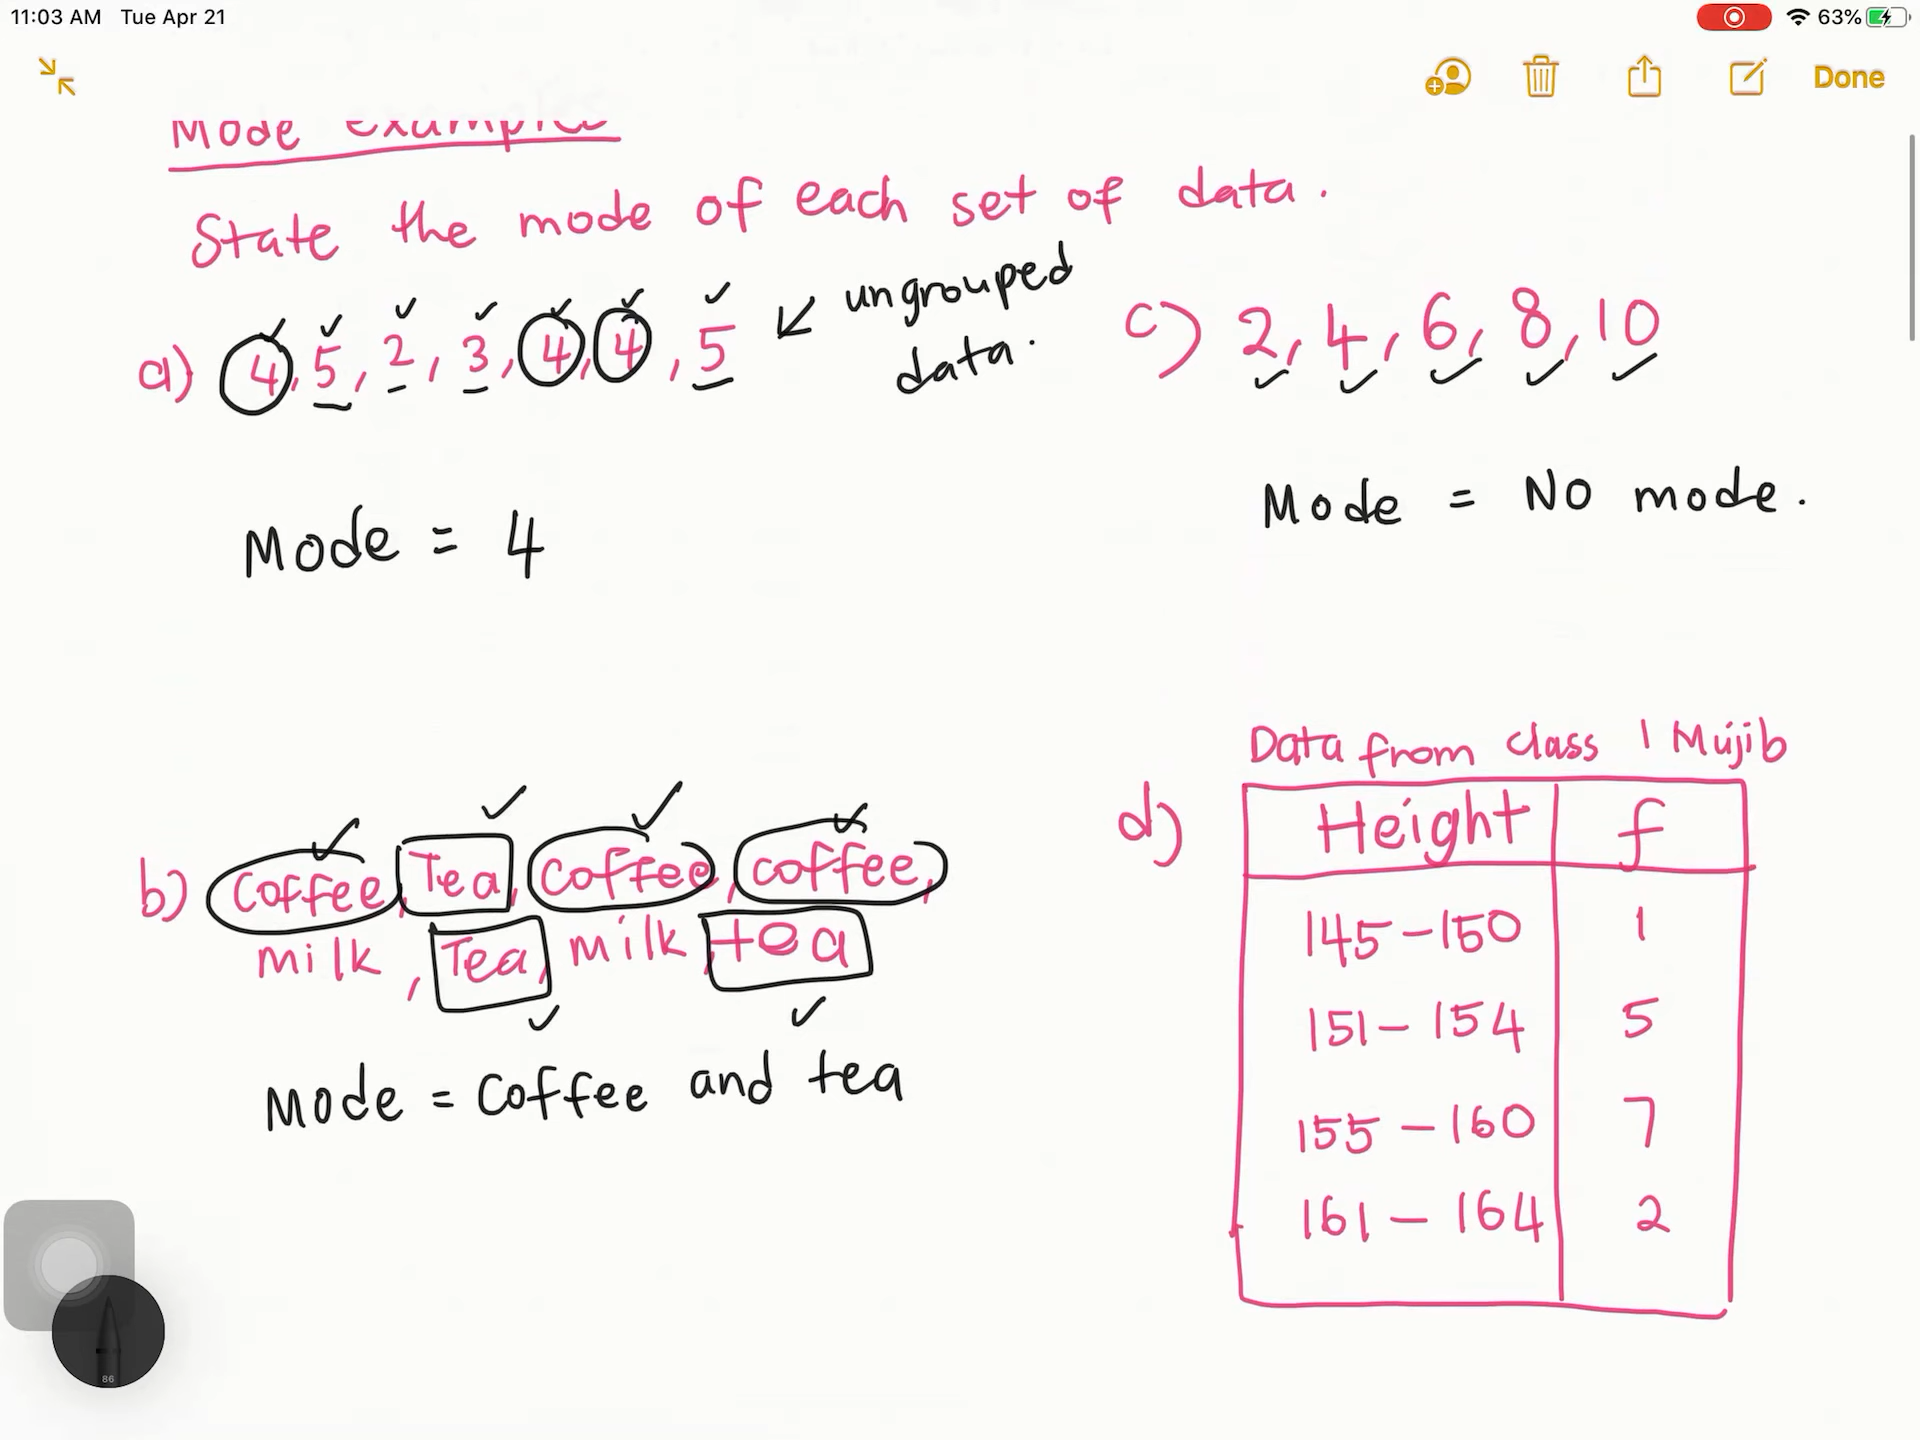 11:03 AM Tue Apr 21
63%
Done
Mode examples
State the mode of each set of data.
a) 4, 5, 2, 3, 4, 4, 5
ungrouped
data.
Mode = 4
c) 2, 4, 6, 8, 10
Mode = No mode.
b) Coffee, Tea, Coffee, coffee,
milk, Tea, milk, tea
Mode = Coffee and tea
Data from class 1 Mujib
d)
Height f
145-150 1
151-154 5
155-160 7
161-164 2
86